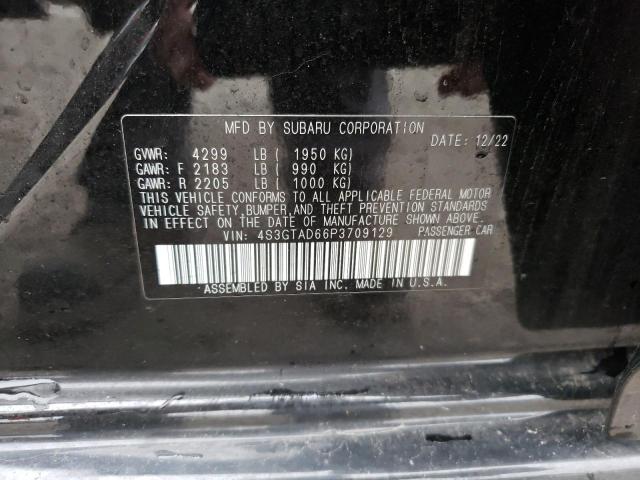 MFD BY SUBARU CORPORATION
DATE: 12/22
GVWR: 4299 LB ( 1950 KG)
GAWR: F 2183 LB ( 990 KG)
GAWR: R 2205 LB ( 1000 KG)
THIS VEHICLE CONFORMS TO ALL APPLICABLE FEDERAL MOTOR
VEHICLE SAFETY, BUMPER, AND THEFT PREVENTION STANDARDS
IN EFFECT ON THE DATE OF MANUFACTURE SHOWN ABOVE.
VIN: 4S3GTAD66P3709129 PASSENGER CAR
ASSEMBLED BY SIA INC. MADE IN U.S.A.